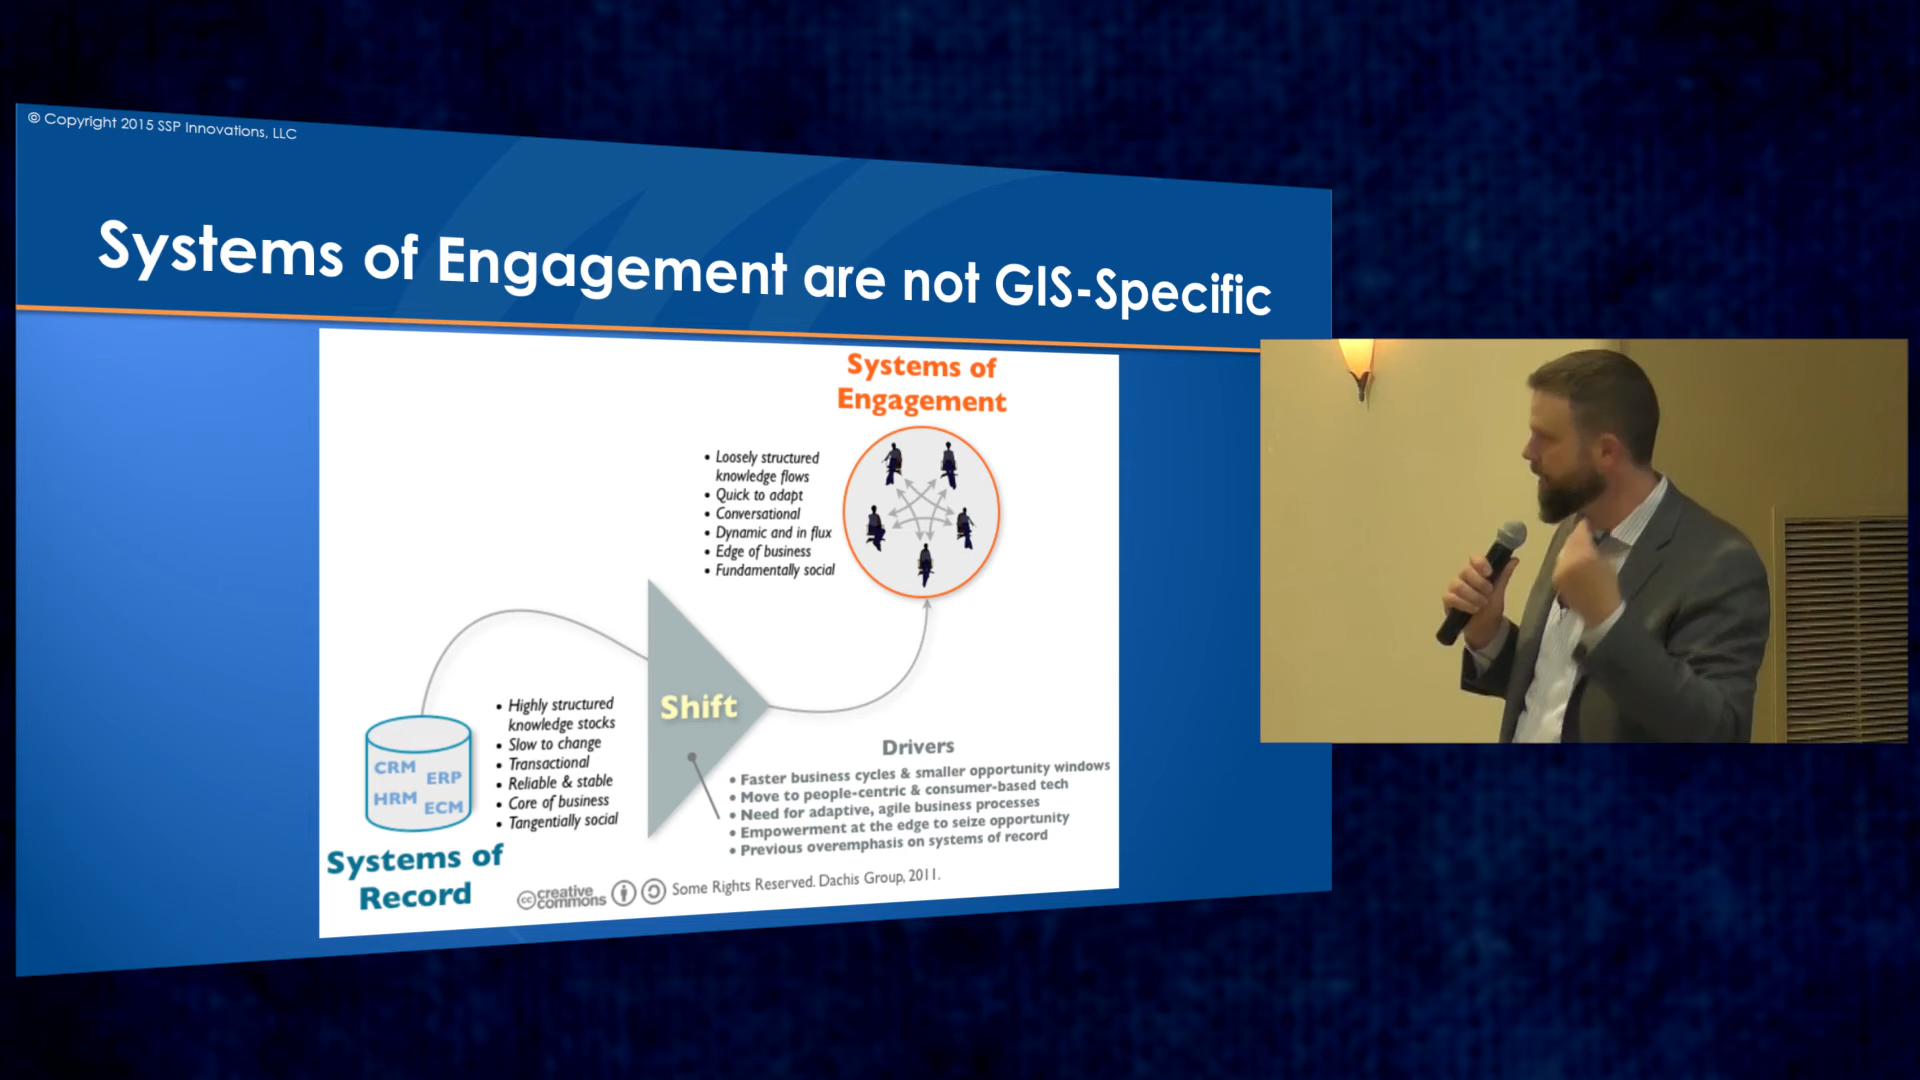 © Copyright 2015 SSP Innovations, LLC
Systems of Engagement are not GIS-Specific
Systems of
Engagement
• Loosely structured
knowledge flows
• Quick to adapt
• Conversational
• Dynamic and in flux
• Edge of business
• Fundamentally social
Shift
• Highly structured
knowledge stocks
• Slow to change
• Transactional
• Reliable & stable
• Core of business
• Tangentially social
CRM
ERP
HRM
ECM
Systems of
Record
Drivers
• Faster business cycles & smaller opportunity windows
• Move to people-centric & consumer-based tech
• Need for adaptive, agile business processes
• Empowerment at the edge to seize opportunity
• Previous overemphasis on systems of record
cc creative
commons
Some Rights Reserved. Dachis Group, 2011.